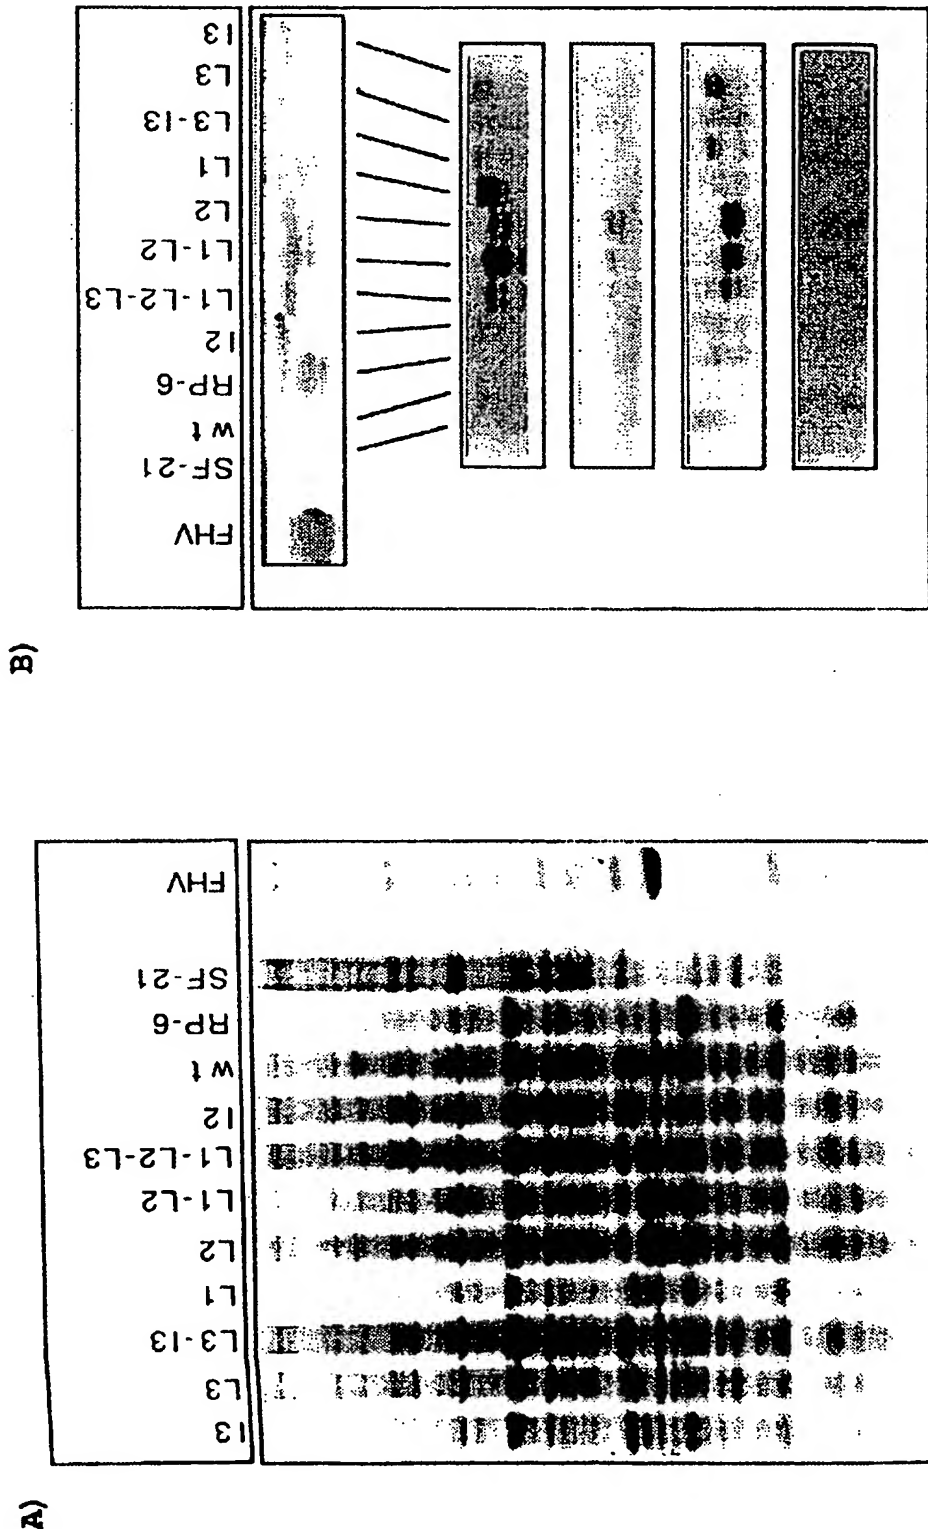 A)
I3
L3
L3-I3
L1
L2
L1-L2
L1-L2-L3
I2
wt
RP-6
SF-21
FHV
B)
FHV
SF-21
wt
RP-6
I2
L1-L2-L3
L1-L2
L2
L1
L3-I3
L3
I3